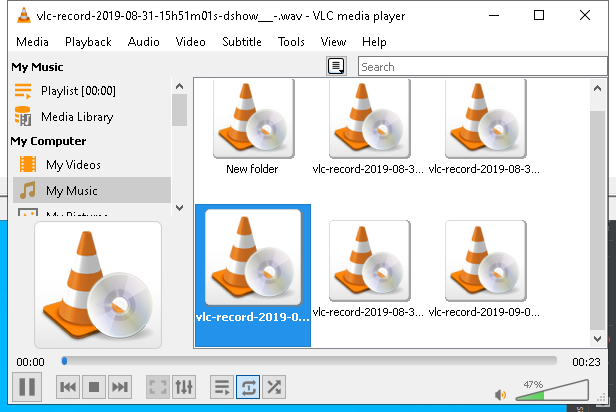 vlc-record-2019-08-31-15h51m01s-dshow__-.wav - VLC media player
Media Playback Audio Video Subtitle Tools View Help
My Music
Search
Playlist [00:00]
Media Library
My Computer
My Videos
My Music
My Pictures
New folder
vlc-record-2019-08-3...
vlc-record-2019-08-3...
vlc-record-2019-0...
vlc-record-2019-08-3...
vlc-record-2019-09-0...
00:00
00:23
47%